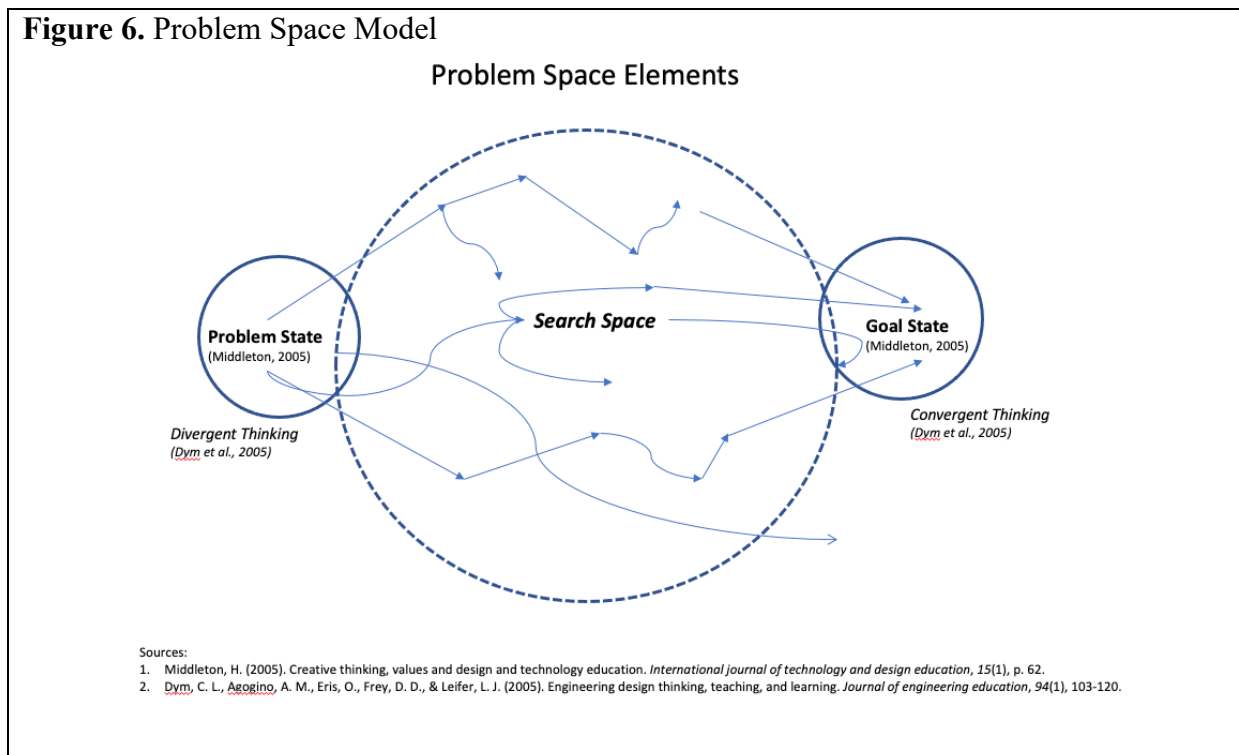 Figure 6. Problem Space Model
Problem Space Elements
Search Space
Problem State
(Middleton, 2005)
Goal State
(Middleton, 2005)
Divergent Thinking
(Dym et al., 2005)
Convergent Thinking
(Dym et al., 2005)
Sources:
1. Middleton, H. (2005). Creative thinking, values and design and technology education. International journal of technology and design education, 15(1), p. 62.
2. Dym, C. L., Agogino, A. M., Eris, O., Frey, D. D., & Leifer, L. J. (2005). Engineering design thinking, teaching, and learning. Journal of engineering education, 94(1), 103-120.